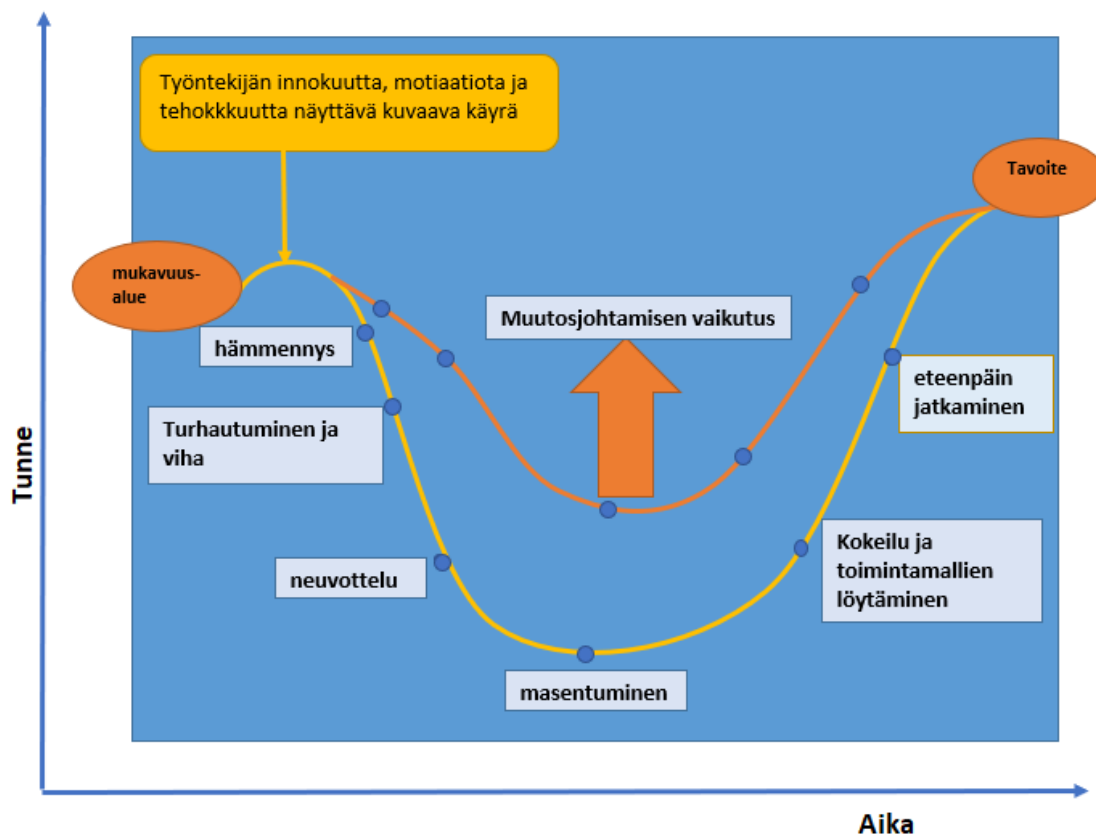 Työntekijän innokuutta, motiaatiota ja
tehokkkuutta näyttävä kuvaava käyrä
Tavoite
mukavuus-
alue
Muutosjohtamisen vaikutus
hämmennys
eteenpäin
jatkaminen
Turhautuminen ja
viha
Tunne
Kokeilu ja
toimintamallien
löytäminen
neuvottelu
masentuminen
Aika